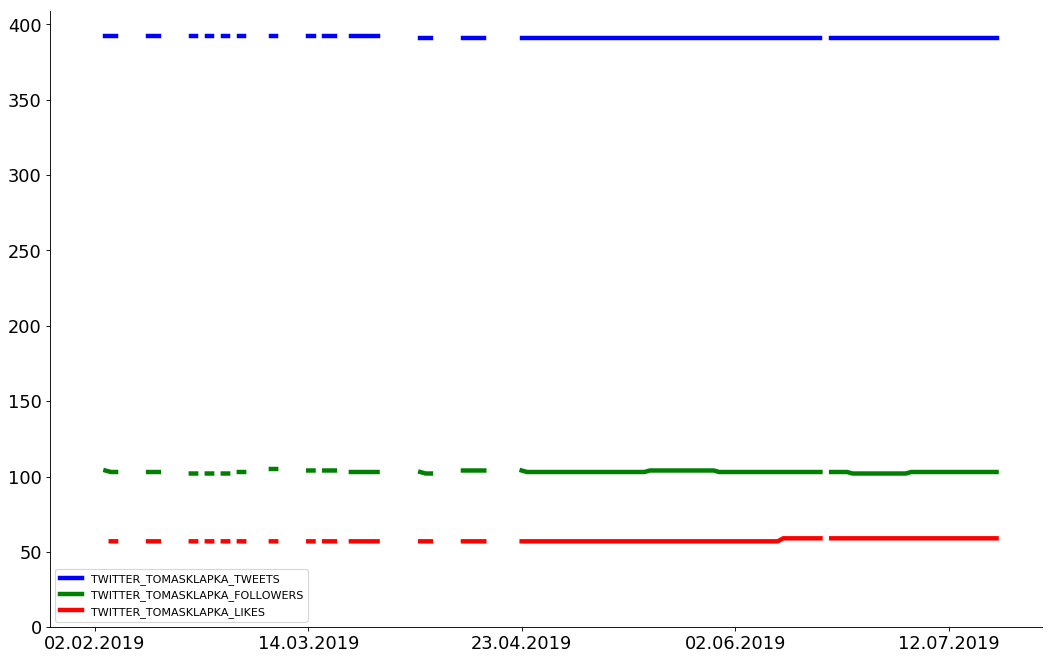 400
350
300
250
200
150
100
50
0
TWITTER_TOMASKLAPKA_TWEETS
TWITTER_TOMASKLAPKA_FOLLOWERS
TWITTER_TOMASKLAPKA_LIKES
02.02.2019 14.03.2019 23.04.2019 02.06.2019 12.07.2019